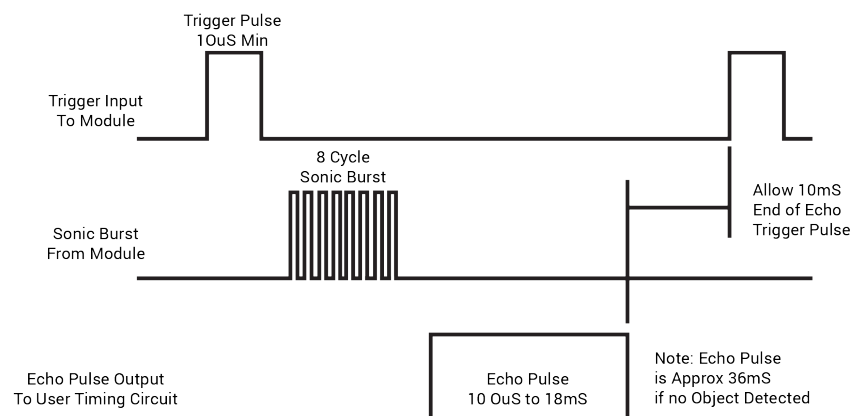 Trigger Pulse
10uS Min
Trigger Input
To Module
8 Cycle
Sonic Burst
Allow 10mS
End of Echo
Trigger Pulse
Sonic Burst
From Module
Echo Pulse Output
To User Timing Circuit
Echo Pulse
10 OuS to 18mS
Note: Echo Pulse
is Approx 36mS
if no Object Detected